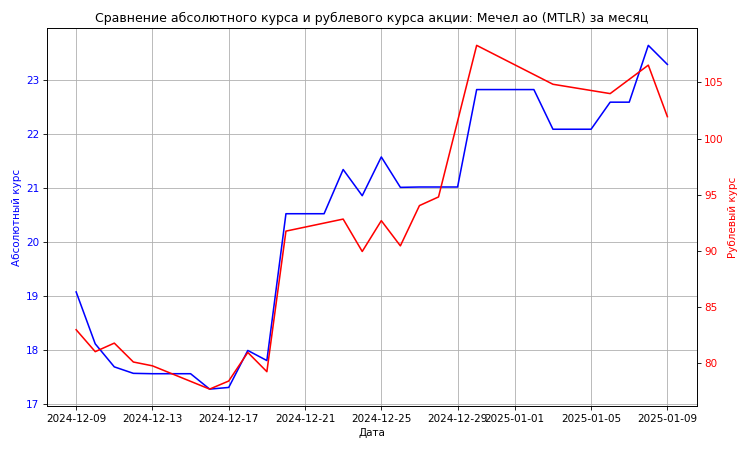 Сравнение абсолютного курса и рублевого курса акции: Мечел ао (MTLR) за месяц
Абсолютный курс
23
22
21
20
19
18
17
105
100
95
90
85
80
Рублевый курс
2024-12-09 2024-12-13 2024-12-17 2024-12-21 2024-12-25 2024-12-29 2025-01-01 2025-01-05 2025-01-09
Дата